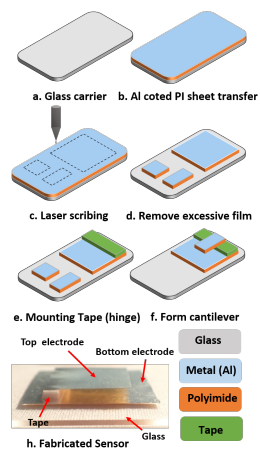 a. Glass carrier
b. Al coted PI sheet transfer
c. Laser scribing
d. Remove excessive film
e. Mounting Tape (hinge)
f. Form cantilever
Top electrode
Bottom electrode
Tape
Glass
h. Fabricated Sensor
Glass
Metal (Al)
Polyimide
Tape